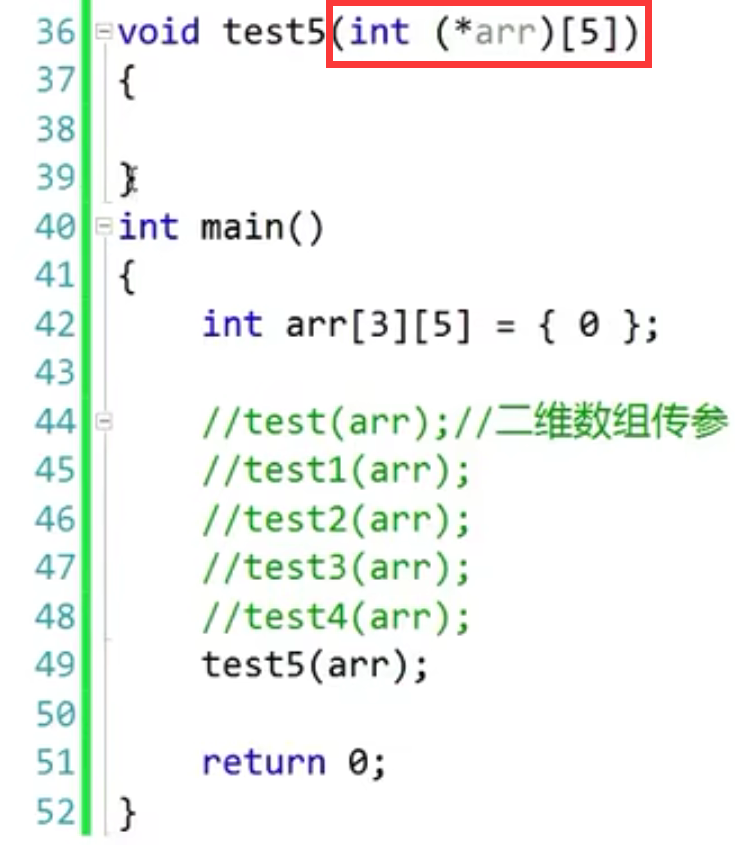 36 void test5(int (*arr)[5])
37 {
38
39 }
40 int main()
41 {
42 int arr[3][5] = { 0 };
43
44 //test(arr);//二维数组传参
45 //test1(arr);
46 //test2(arr);
47 //test3(arr);
48 //test4(arr);
49 test5(arr);
50
51 return 0;
52 }